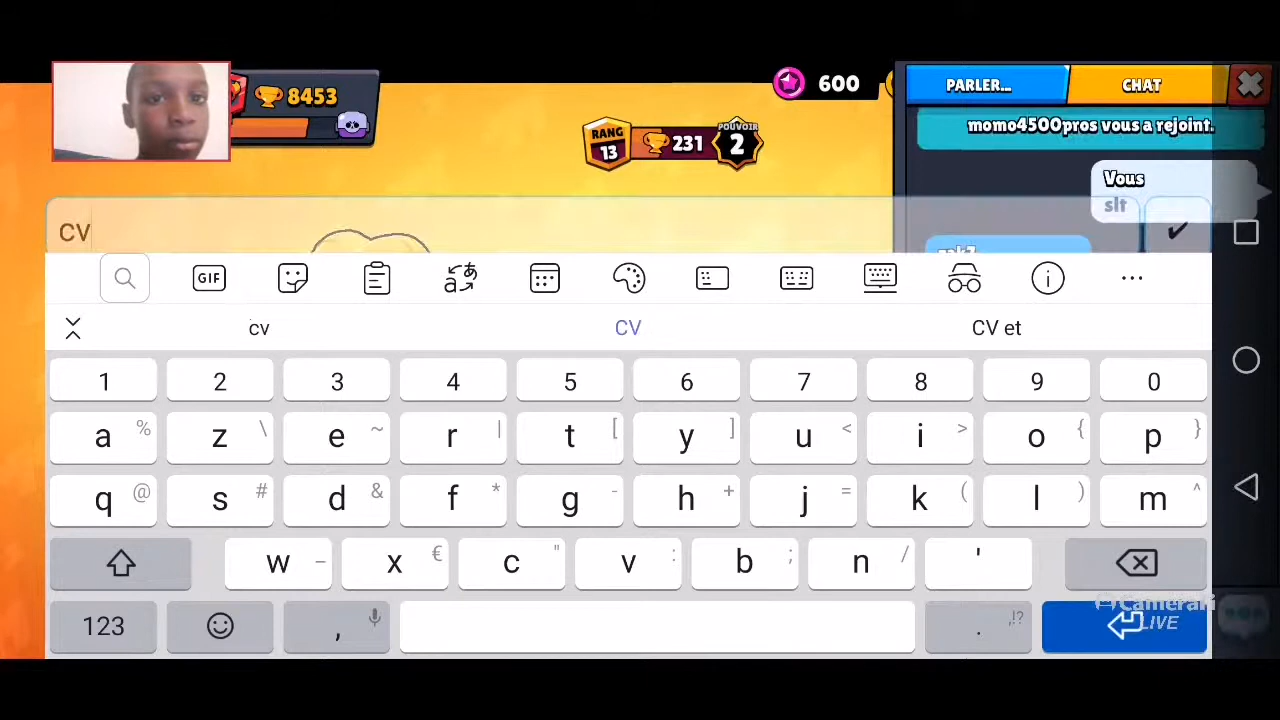 8453
600
RANG
13
231
POUVOIR
2
PARLER...
CHAT
momo4500pros vous a rejoint.
Vous
slt
CV
GIF
cv
CV
CV et
1 2 3 4 5 6 7 8 9 0
a % z \ e ~ r | t [ y ] u < i > o { p }
q @ s # d & f * g - h + j = k ( l ) m ^
w _ x € c " v : b ; n / '
123 , . ,!?
CameraFi
LIVE